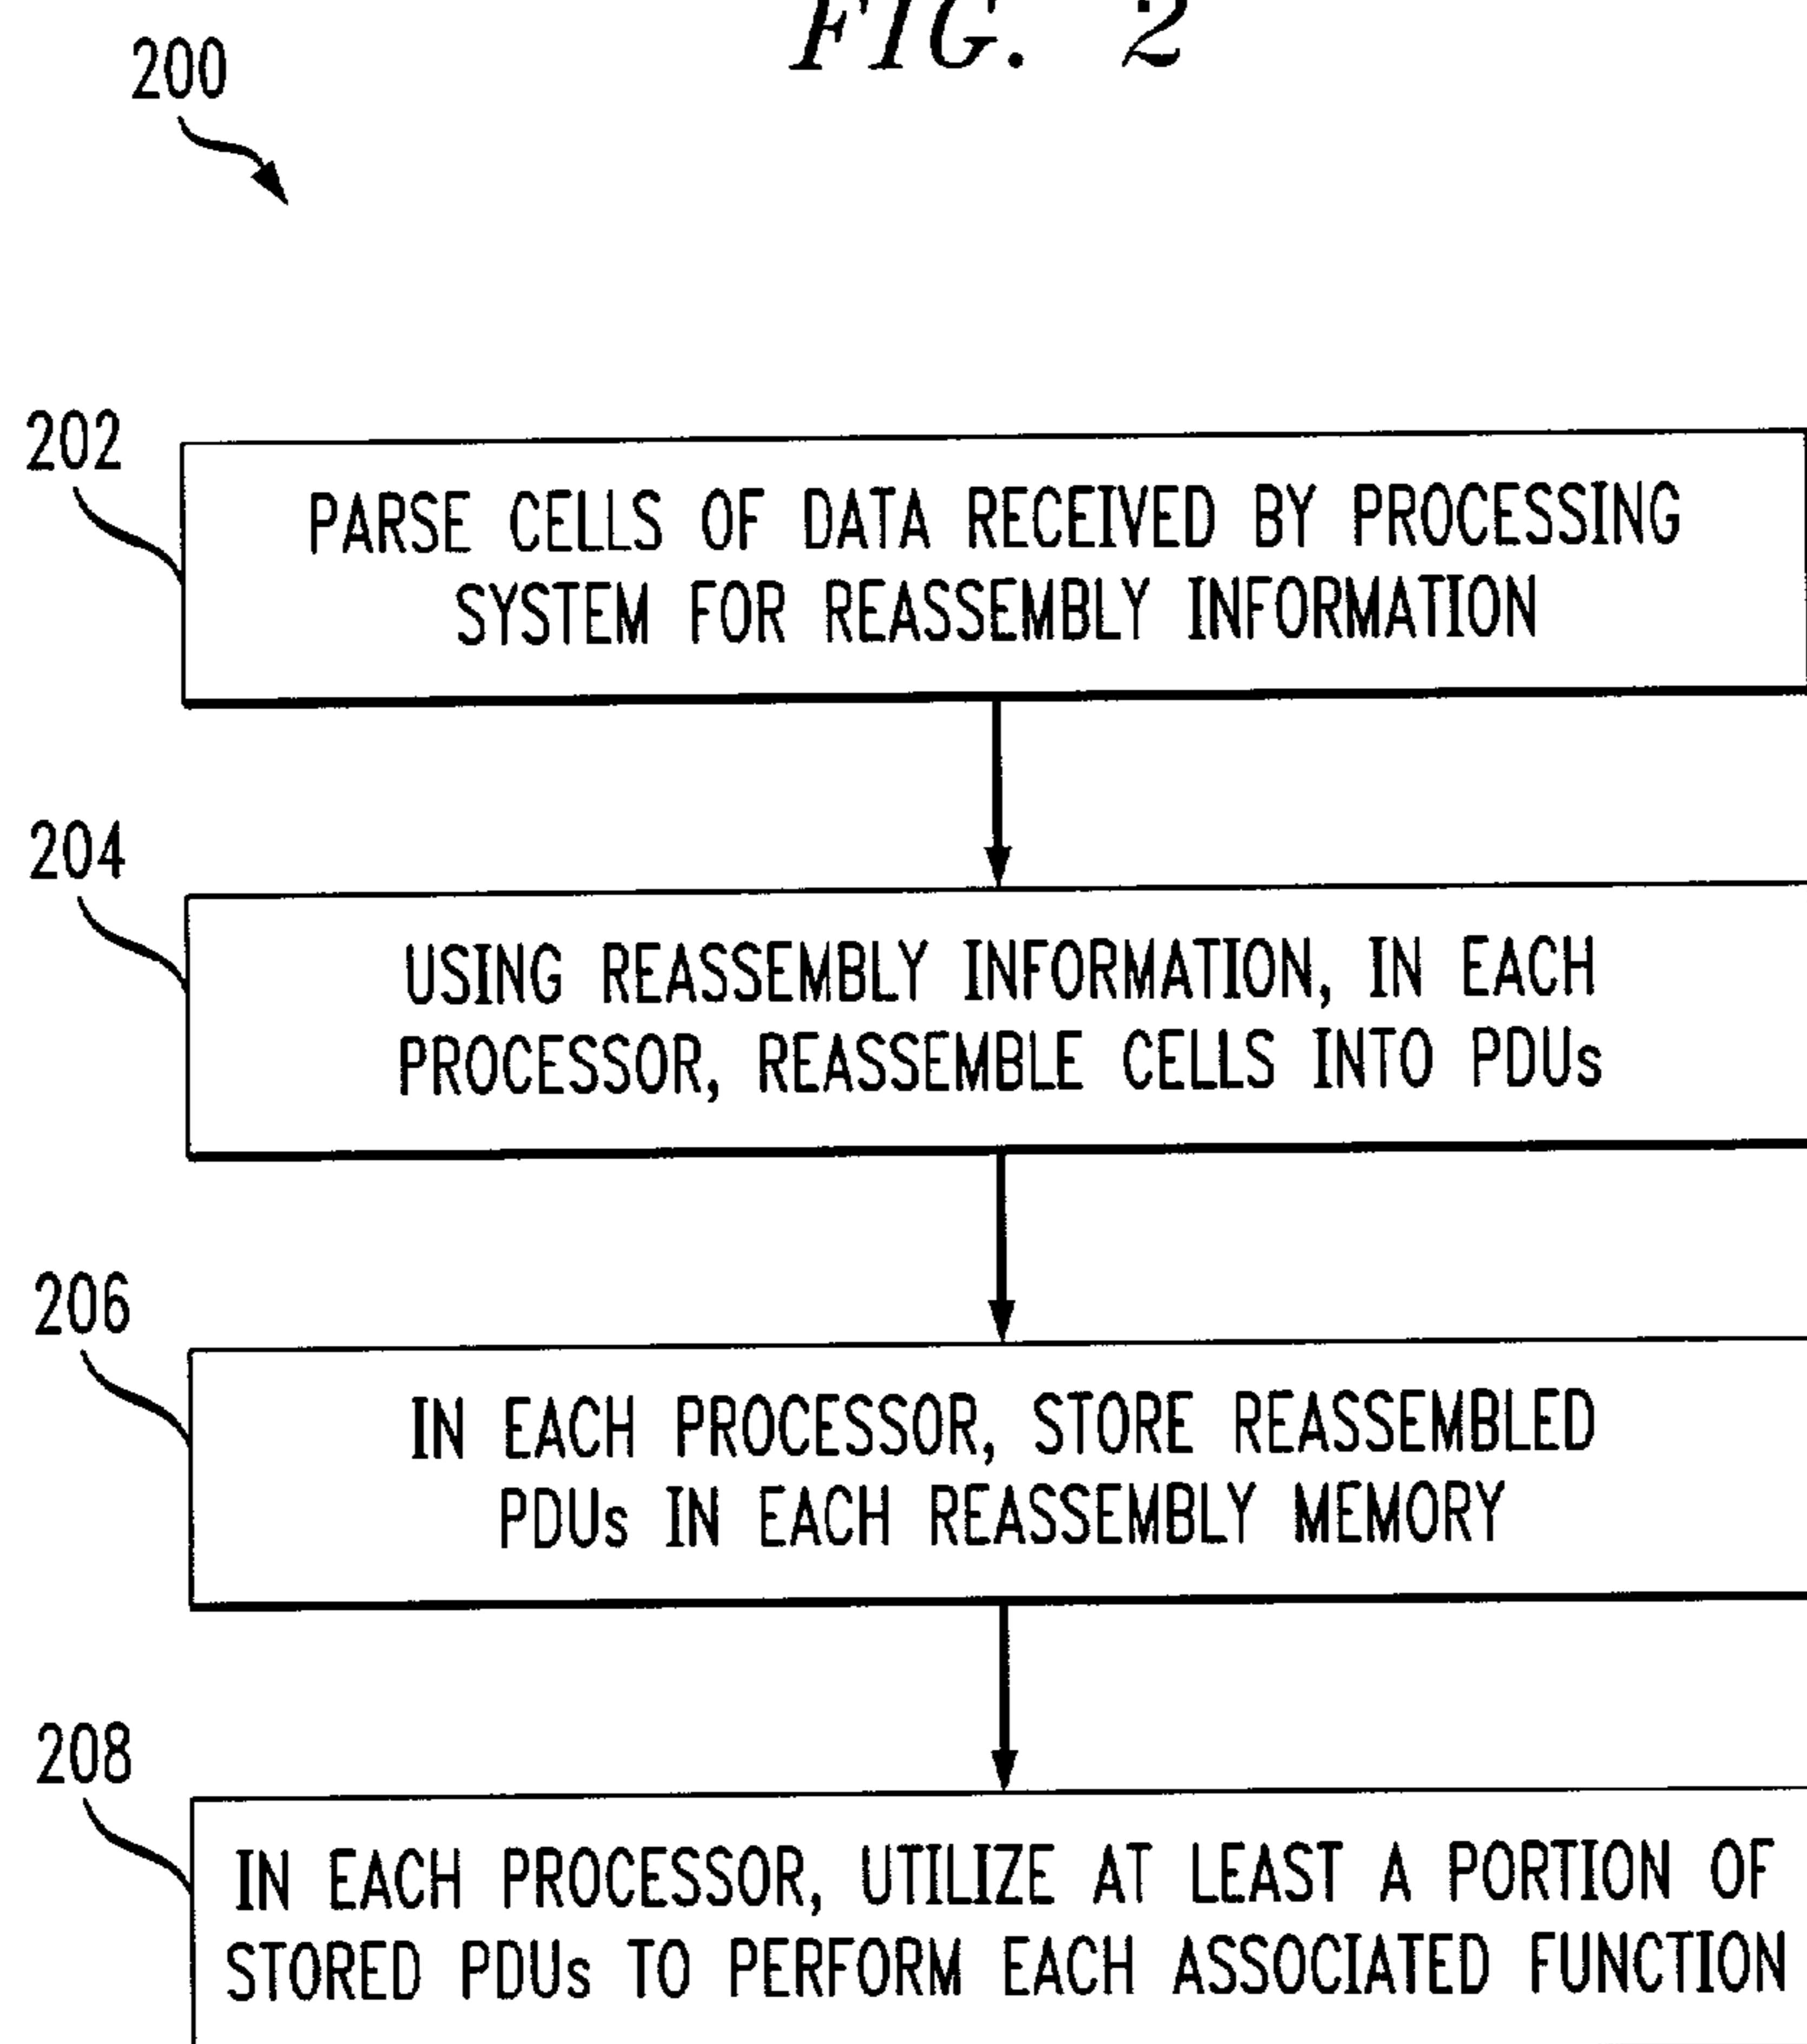 FIG. 2
200
202
PARSE CELLS OF DATA RECEIVED BY PROCESSING
SYSTEM FOR REASSEMBLY INFORMATION
204
USING REASSEMBLY INFORMATION, IN EACH
PROCESSOR, REASSEMBLE CELLS INTO PDUs
206
IN EACH PROCESSOR, STORE REASSEMBLED
PDUs IN EACH REASSEMBLY MEMORY
208
IN EACH PROCESSOR, UTILIZE AT LEAST A PORTION OF
STORED PDUs TO PERFORM EACH ASSOCIATED FUNCTION